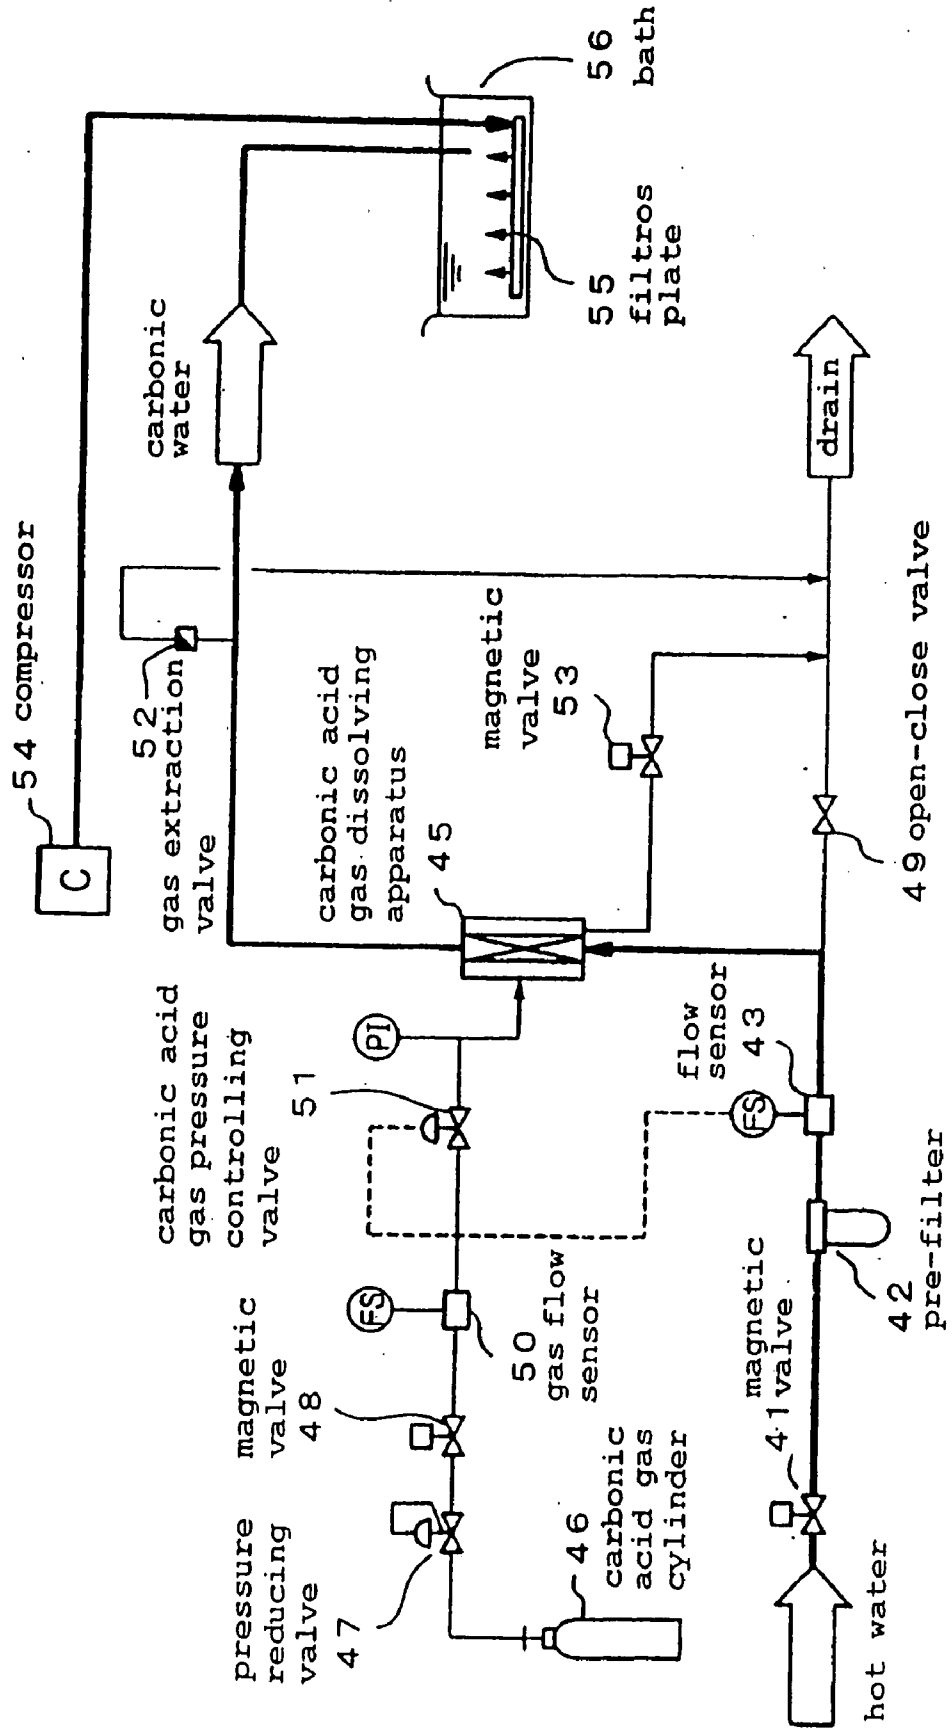 54 compressor
C
52
gas extraction
valve
carbonic
water
56
bath
55
filtros
plate
carbonic acid
gas dissolving
apparatus
45
magnetic
valve
53
drain
49 open-close valve
carbonic acid
gas pressure
controlling
valve
51
PI
flow
sensor
43
FS
pressure
reducing
valve
47
magnetic
valve
48
FS
50
gas flow
sensor
46
carbonic
acid gas
cylinder
magnetic
valve
41
42
pre-filter
hot water